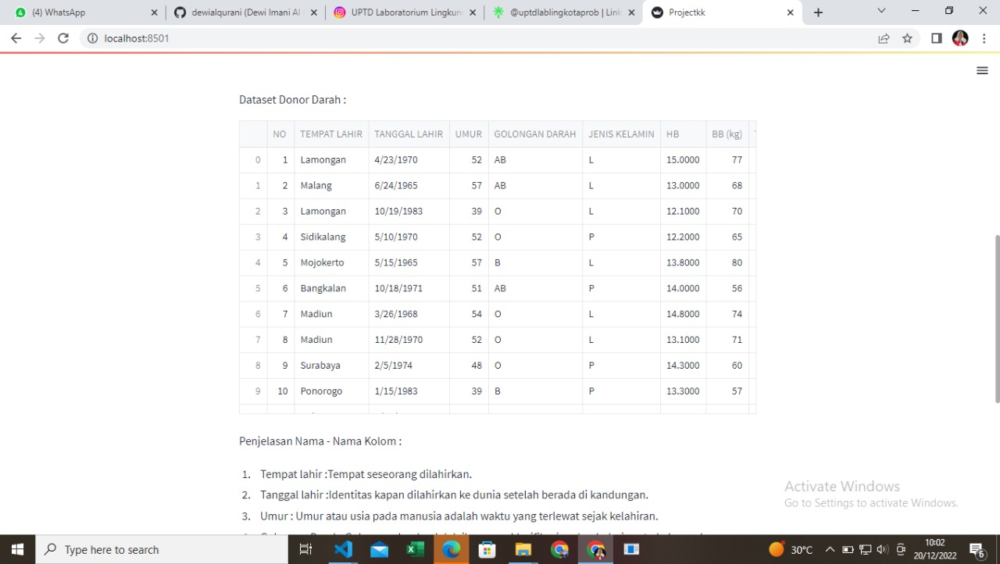 (4) WhatsApp
dewialqurani (Dewi Imani Al
UPTD Laboratorium Lingkun
@uptdlablingkotaprob | Link
Projectkk
localhost:8501
Dataset Donor Darah :
NO TEMPAT LAHIR TANGGAL LAHIR UMUR GOLONGAN DARAH JENIS KELAMIN HB BB (kg)
0 1 Lamongan 4/23/1970 52 AB L 15.0000 77
1 2 Malang 6/24/1965 57 AB L 13.0000 68
2 3 Lamongan 10/19/1983 39 O L 12.1000 70
3 4 Sidikalang 5/10/1970 52 O P 12.2000 65
4 5 Mojokerto 5/15/1965 57 B L 13.8000 80
5 6 Bangkalan 10/18/1971 51 AB P 14.0000 56
6 7 Madiun 3/26/1968 54 O L 14.8000 74
7 8 Madiun 11/28/1970 52 O L 13.1000 71
8 9 Surabaya 2/5/1974 48 O P 14.3000 60
9 10 Ponorogo 1/15/1983 39 B P 13.3000 57
Penjelasan Nama - Nama Kolom :
1. Tempat lahir :Tempat seseorang dilahirkan.
2. Tanggal lahir :Identitas kapan dilahirkan ke dunia setelah berada di kandungan.
3. Umur : Umur atau usia pada manusia adalah waktu yang terlewat sejak kelahiran.
Activate Windows
Go to Settings to activate Windows.
Type here to search
30°C
10:02
20/12/2022
6